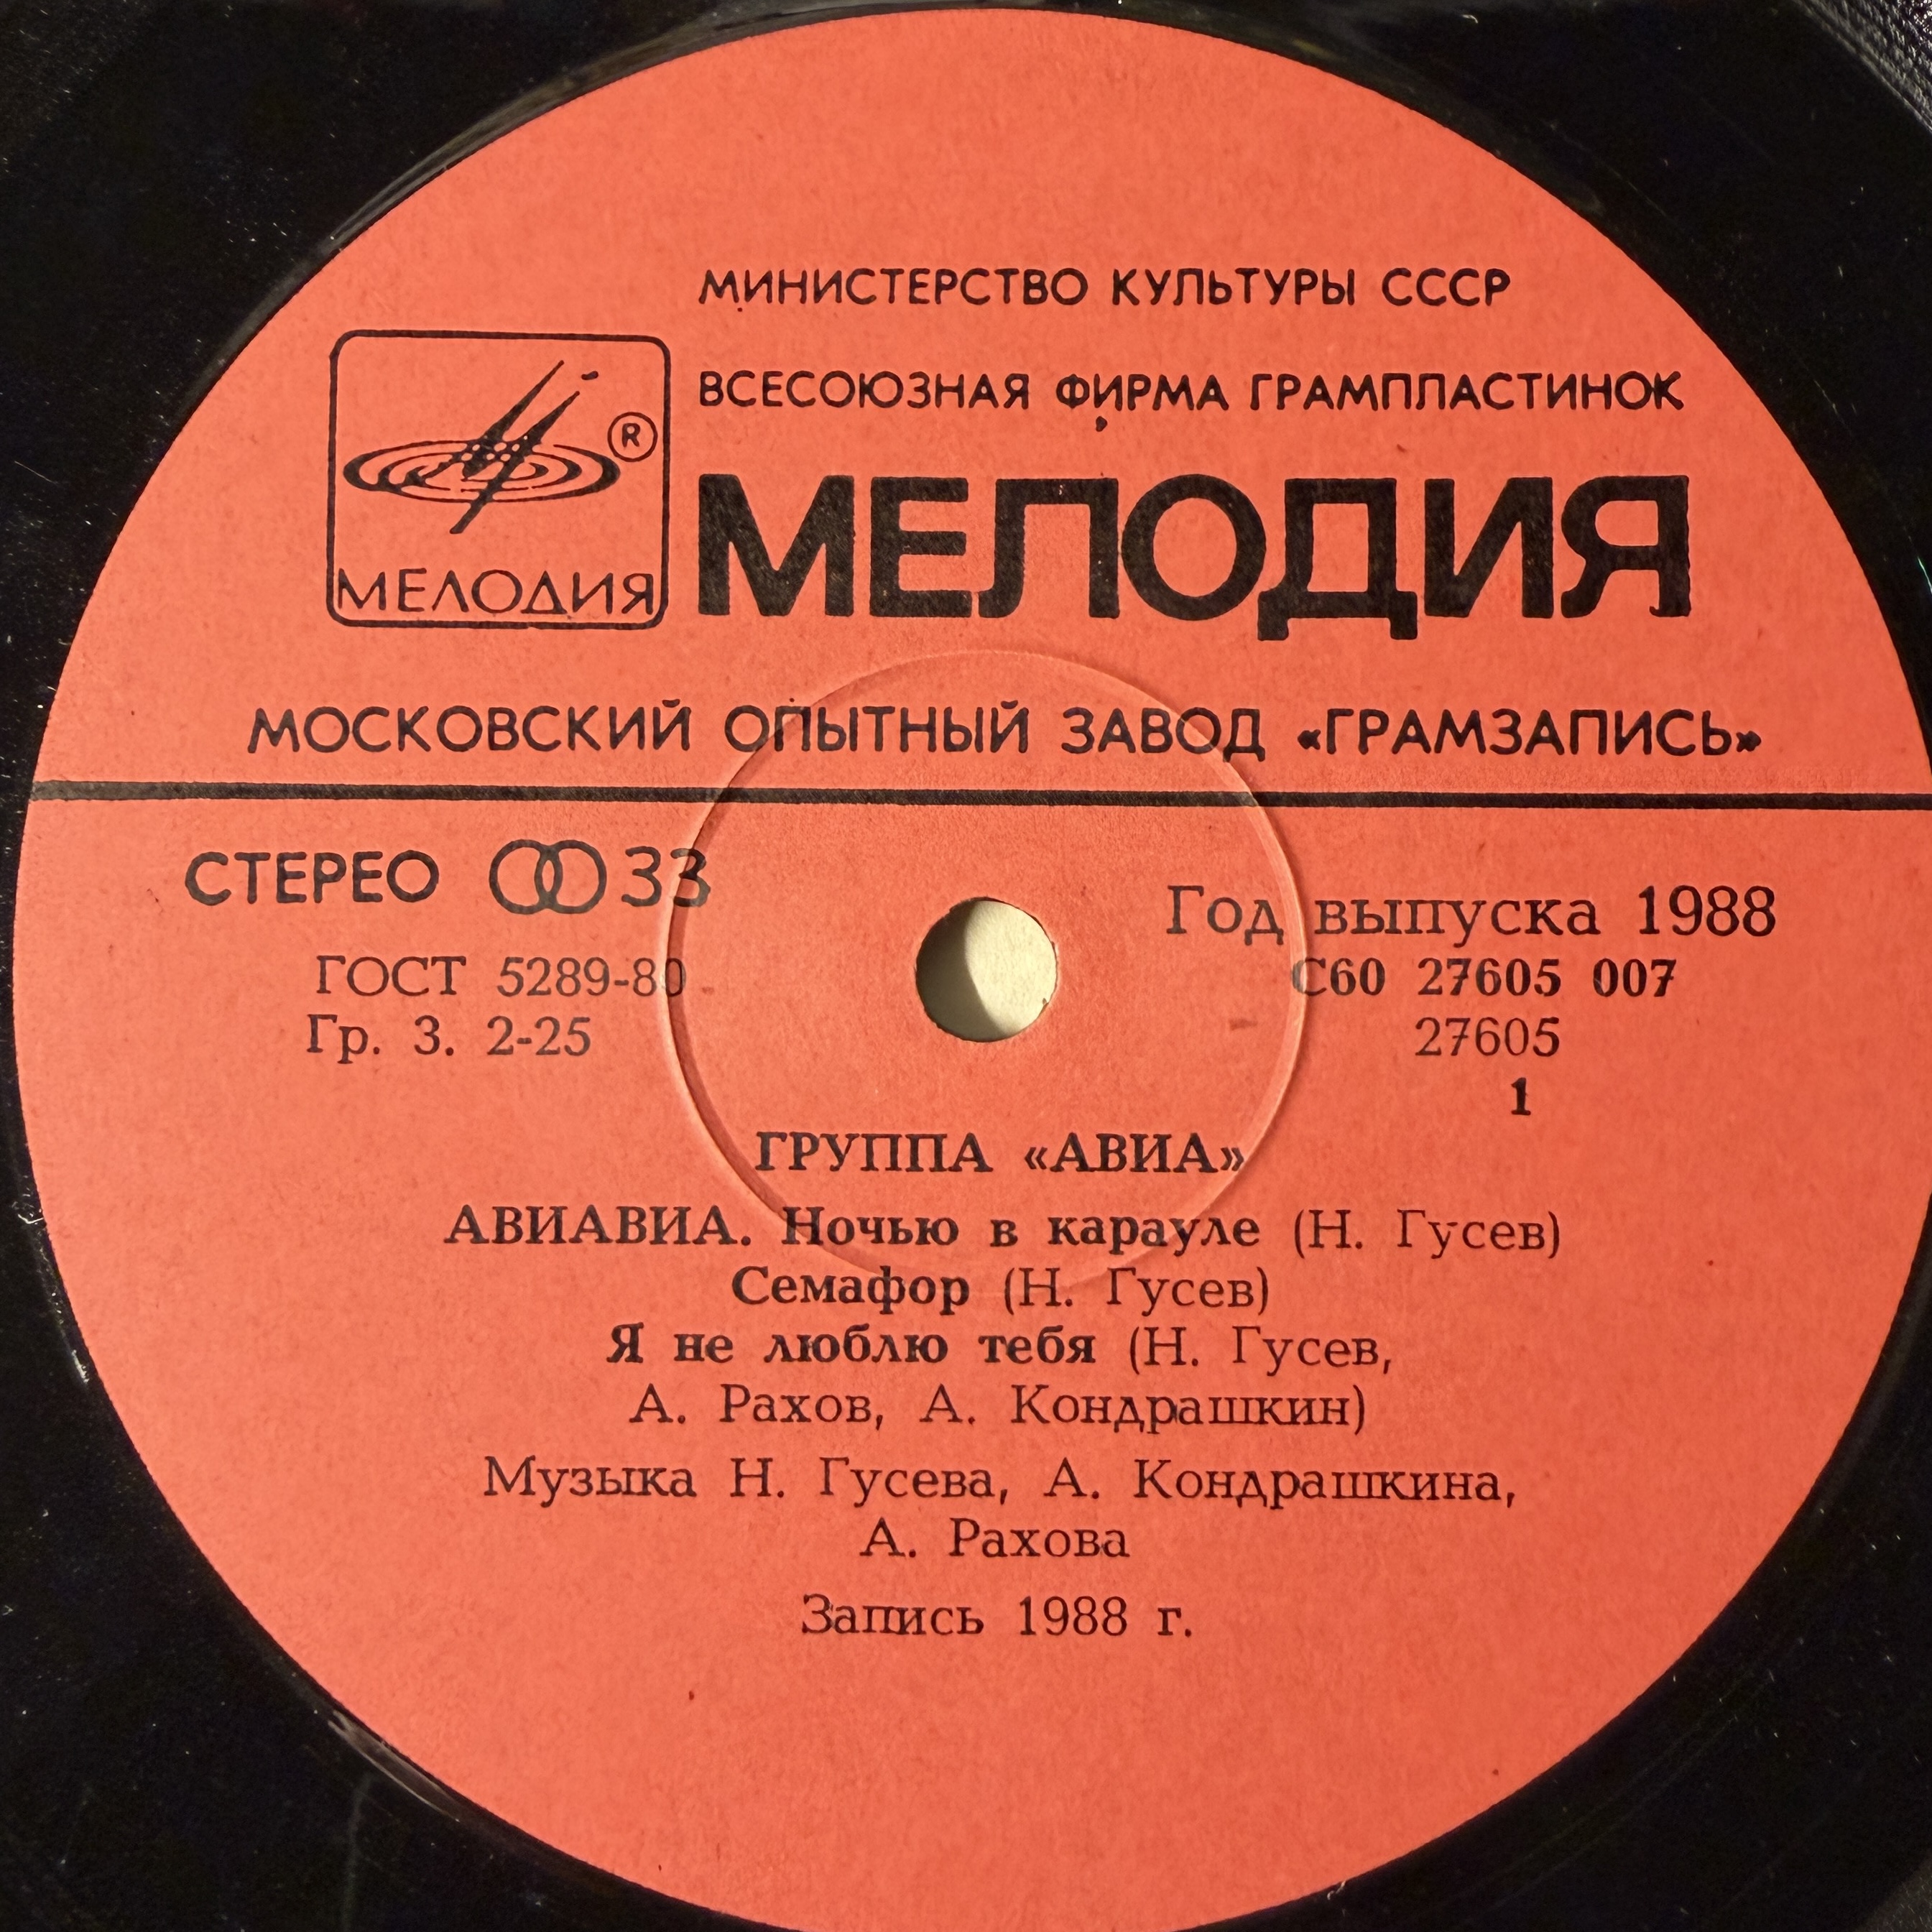 МИНИСТЕРСТВО КУЛЬТУРЫ СССР
ВСЕСОЮЗНАЯ ФИРМА ГРАМПЛАСТИНОК
®
МЕЛОДИЯ
МЕЛОДИЯ
МОСКОВСКИЙ ОПЫТНЫЙ ЗАВОД «ГРАМЗАПИСЬ»
СТЕРЕО 33
ГОСТ 5289-80
Гр. 3. 2-25
Год выпуска 1988
С60 27605 007
27605
1
ГРУППА «АВИА»
АВИАВИА. Ночью в карауле (Н. Гусев)
Семафор (Н. Гусев)
Я не люблю тебя (Н. Гусев,
А. Рахов, А. Кондрашкин)
Музыка Н. Гусева, А. Кондрашкина,
А. Рахова
Запись 1988 г.